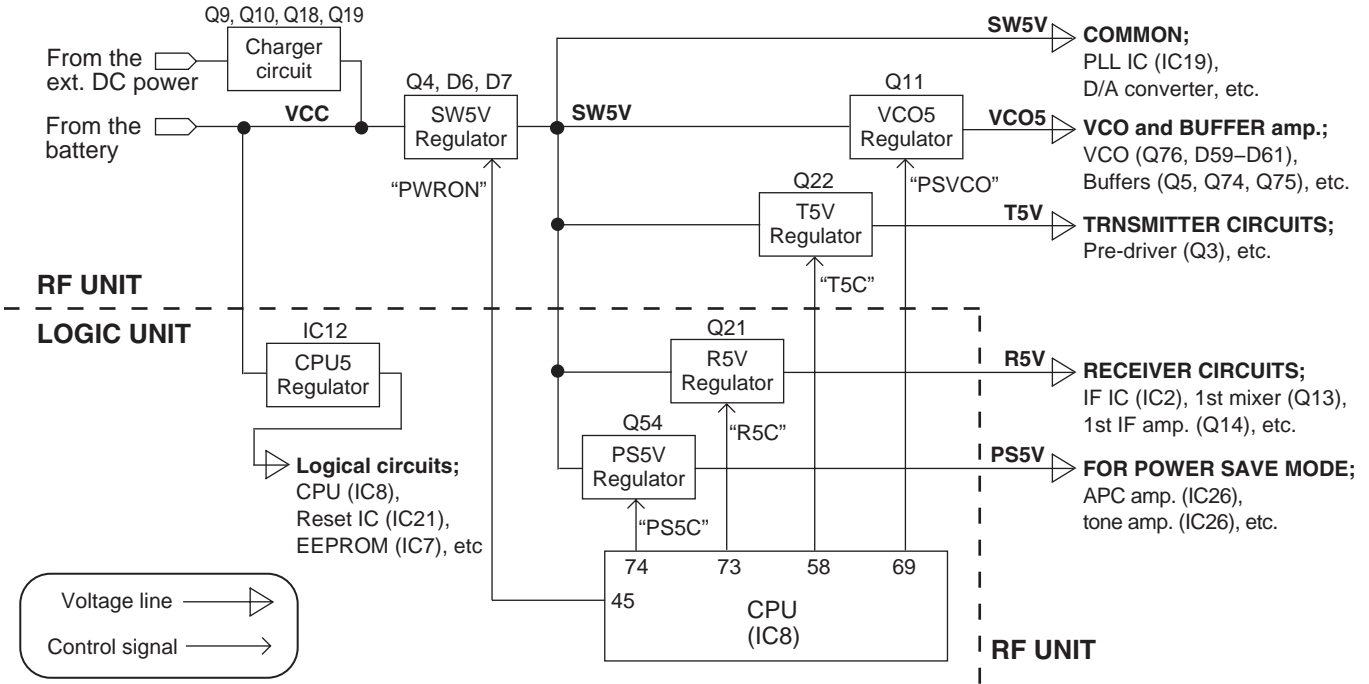 Q9, Q10, Q18, Q19
Charger
circuit
From the
ext. DC power
From the
battery
VCC
Q4, D6, D7
SW5V
Regulator
"PWRON"
SW5V
SW5V
COMMON;
PLL IC (IC19),
D/A converter, etc.
Q11
VCO5
Regulator
"PSVCO"
VCO5
VCO and BUFFER amp.;
VCO (Q76, D59–D61),
Buffers (Q5, Q74, Q75), etc.
Q22
T5V
Regulator
"T5C"
T5V
TRNSMITTER CIRCUITS;
Pre-driver (Q3), etc.
RF UNIT
LOGIC UNIT
IC12
CPU5
Regulator
Logical circuits;
CPU (IC8),
Reset IC (IC21),
EEPROM (IC7), etc
Q21
R5V
Regulator
"R5C"
R5V
RECEIVER CIRCUITS;
IF IC (IC2), 1st mixer (Q13),
1st IF amp. (Q14), etc.
Q54
PS5V
Regulator
"PS5C"
PS5V
FOR POWER SAVE MODE;
APC amp. (IC26),
tone amp. (IC26), etc.
74 73 58 69
45
CPU
(IC8)
RF UNIT
Voltage line
Control signal